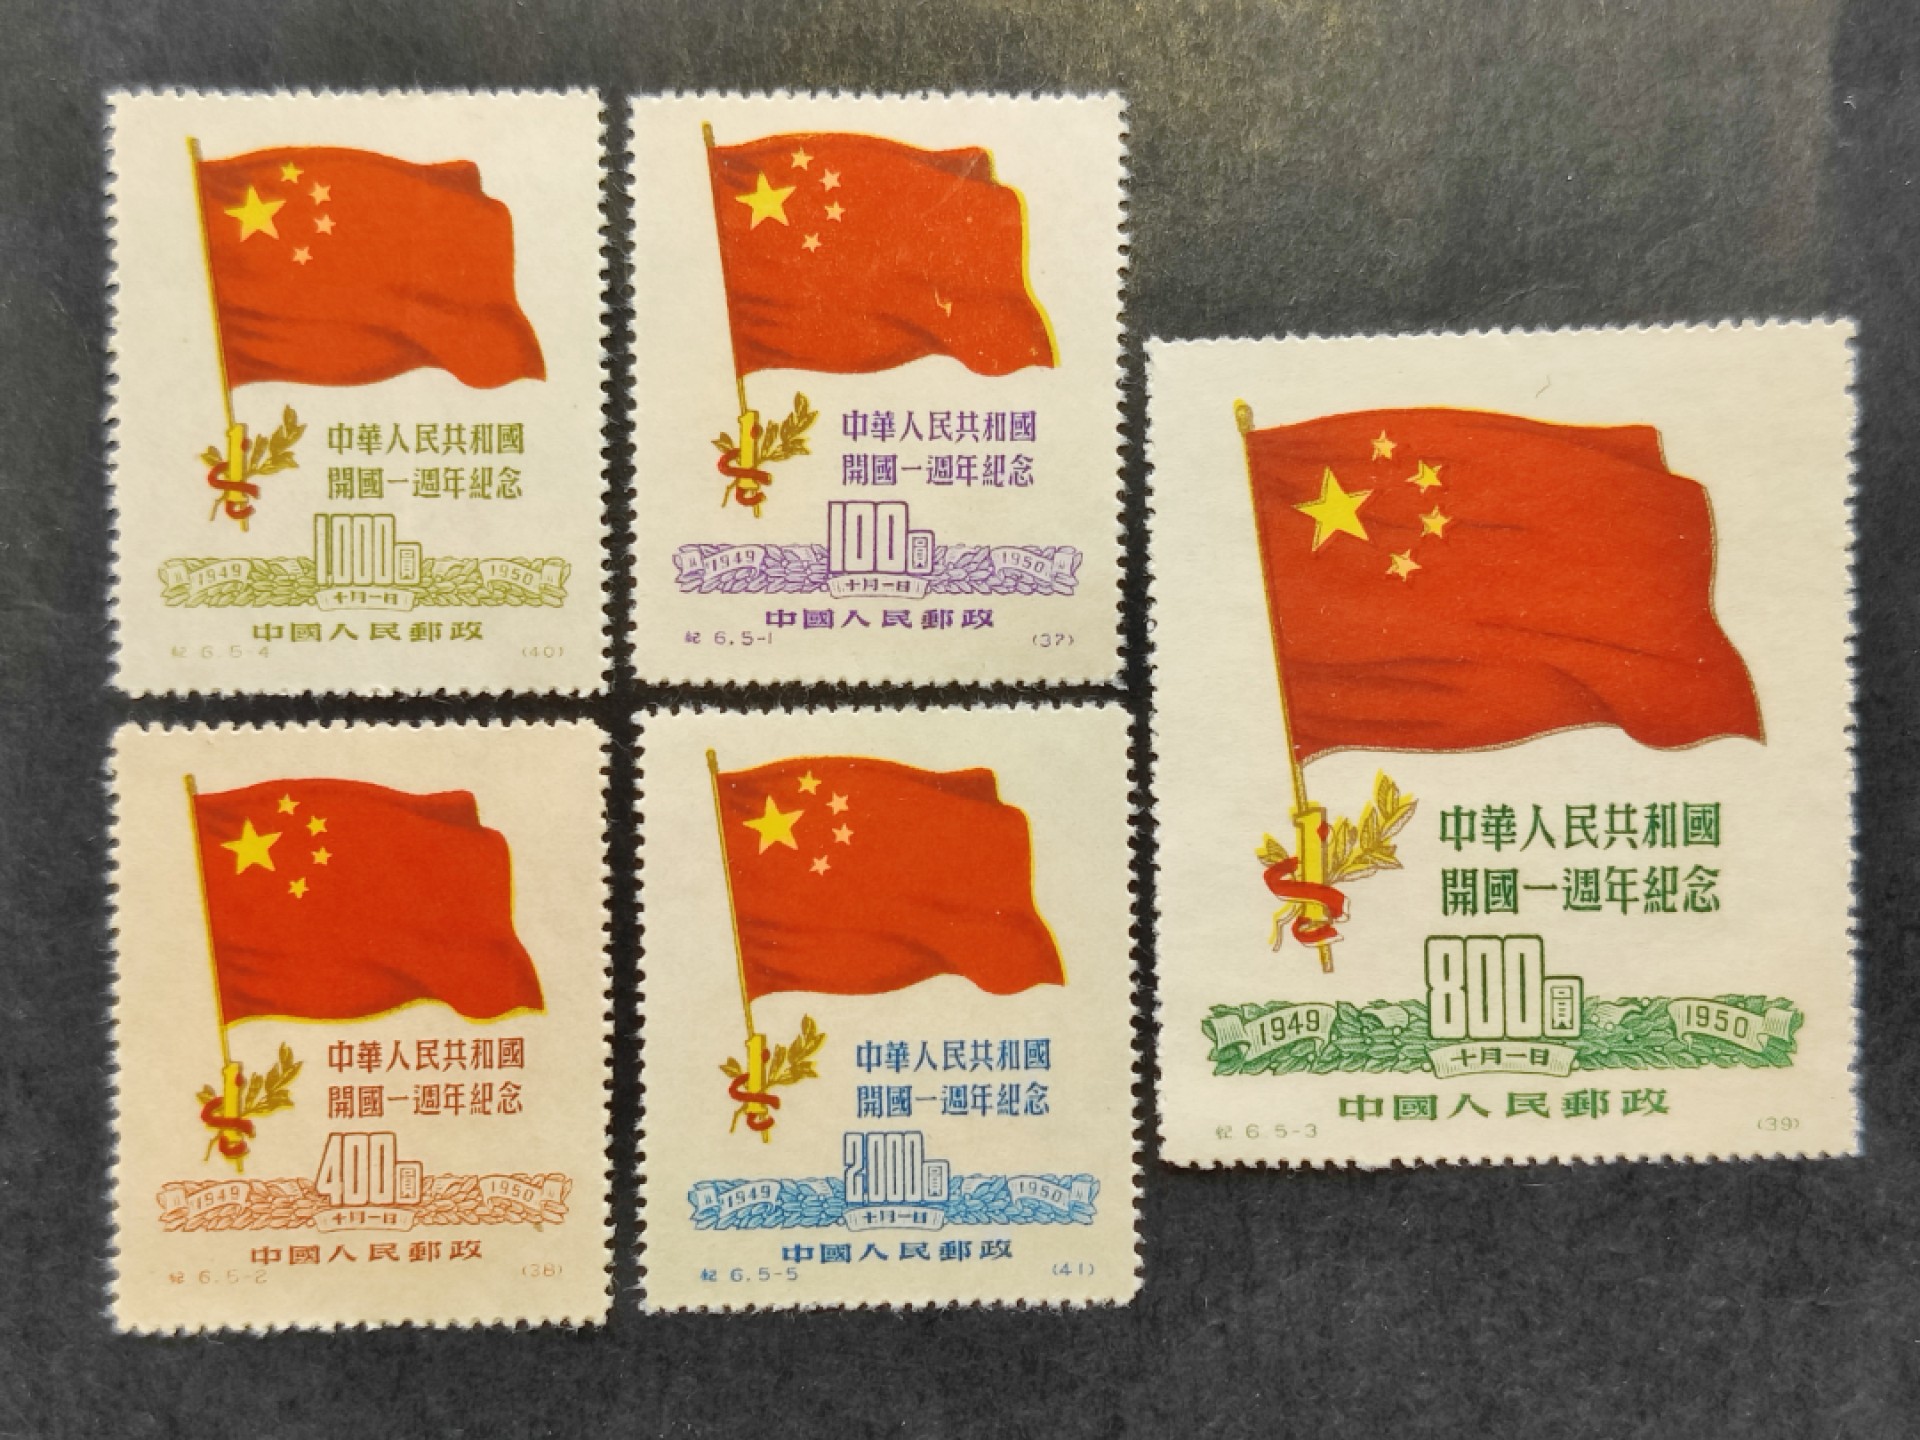 中華人民共和國
開國一週年紀念
1000圓
1949 1950
十月一日
中國人民郵政
紀 6.5-4 (40)
中華人民共和國
開國一週年紀念
100圓
1949 1950
十月一日
中國人民郵政
紀 6.5-1 (37)
中華人民共和國
開國一週年紀念
400圓
1949 1950
十月一日
中國人民郵政
紀 6.5-2 (38)
中華人民共和國
開國一週年紀念
2000圓
1949 1950
十月一日
中國人民郵政
紀 6.5-5 (41)
中華人民共和國
開國一週年紀念
800圓
1949 1950
十月一日
中國人民郵政
紀 6.5-3 (39)